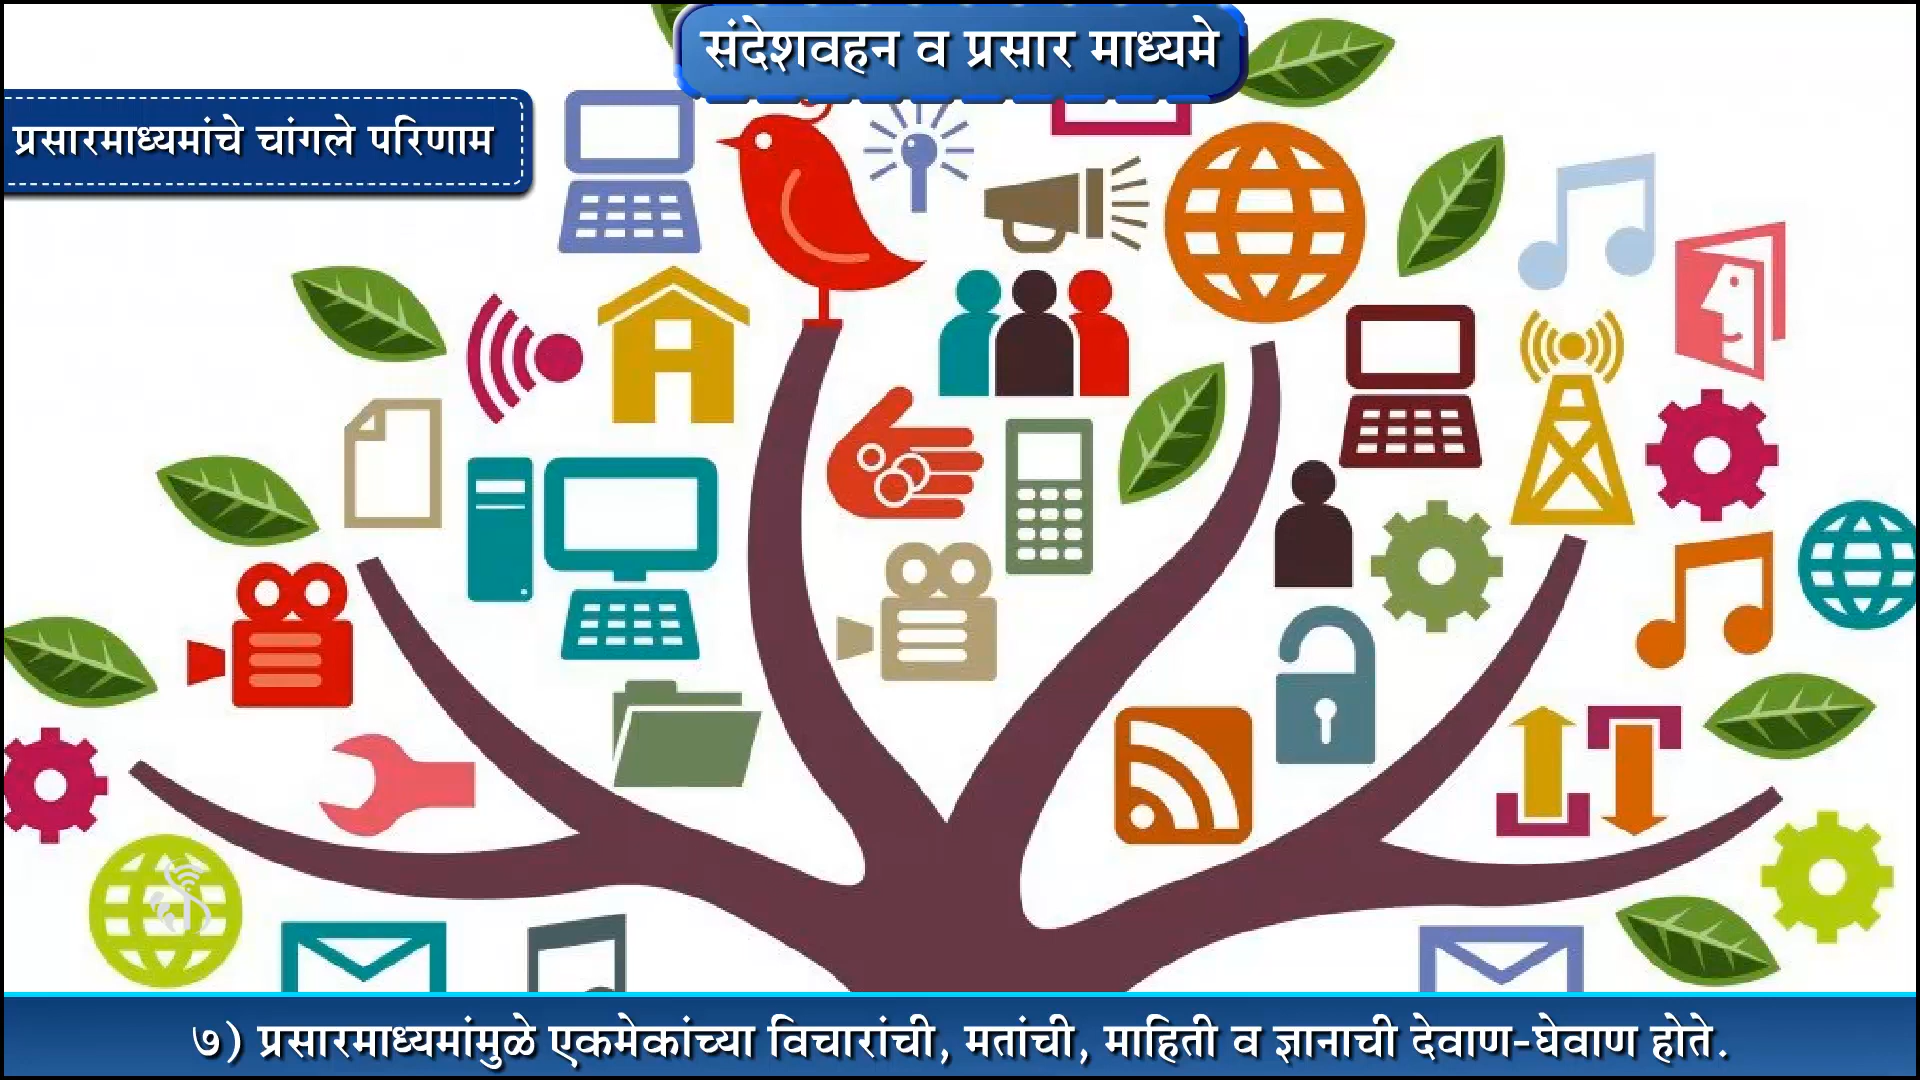 संदेशवहन व प्रसार माध्यमे
प्रसारमाध्यमांचे चांगले परिणाम
७) प्रसारमाध्यमांमुळे एकमेकांच्या विचारांची, मतांची, माहिती व ज्ञानाची देवाण-घेवाण होते.